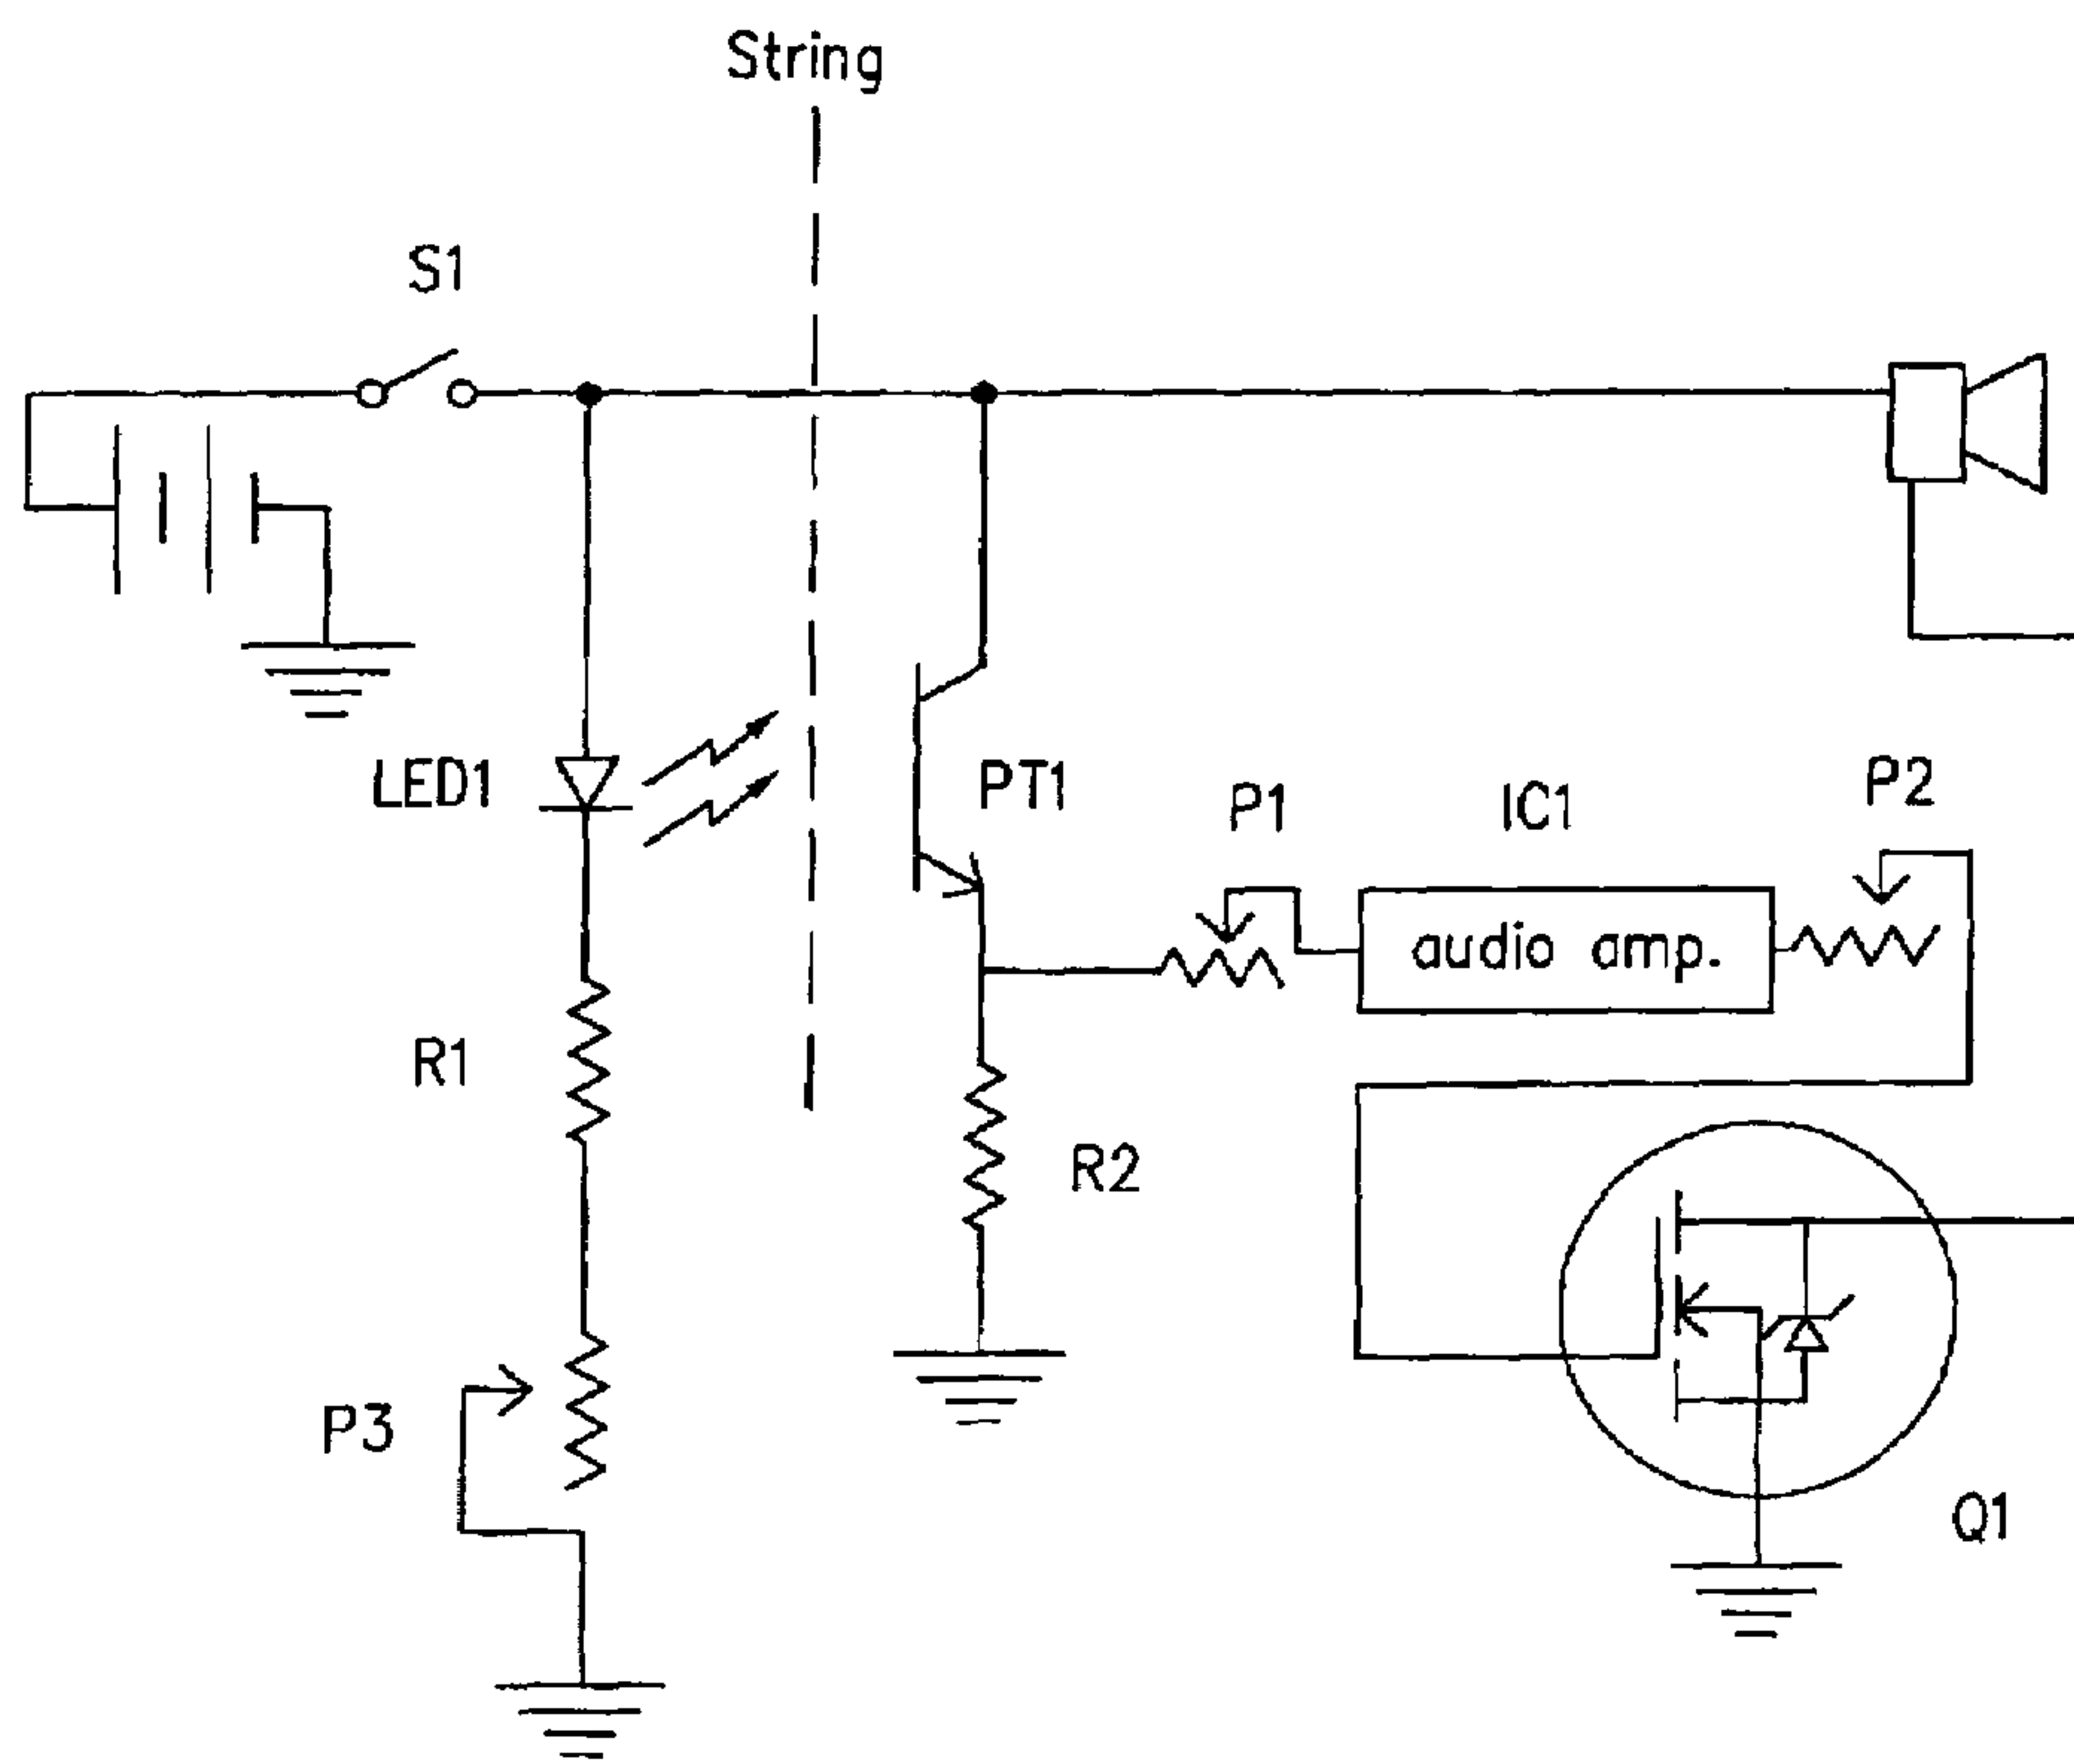 String
S1
LED1
PT1
P1
IC1
P2
audio amp.
R1
R2
P3
Q1